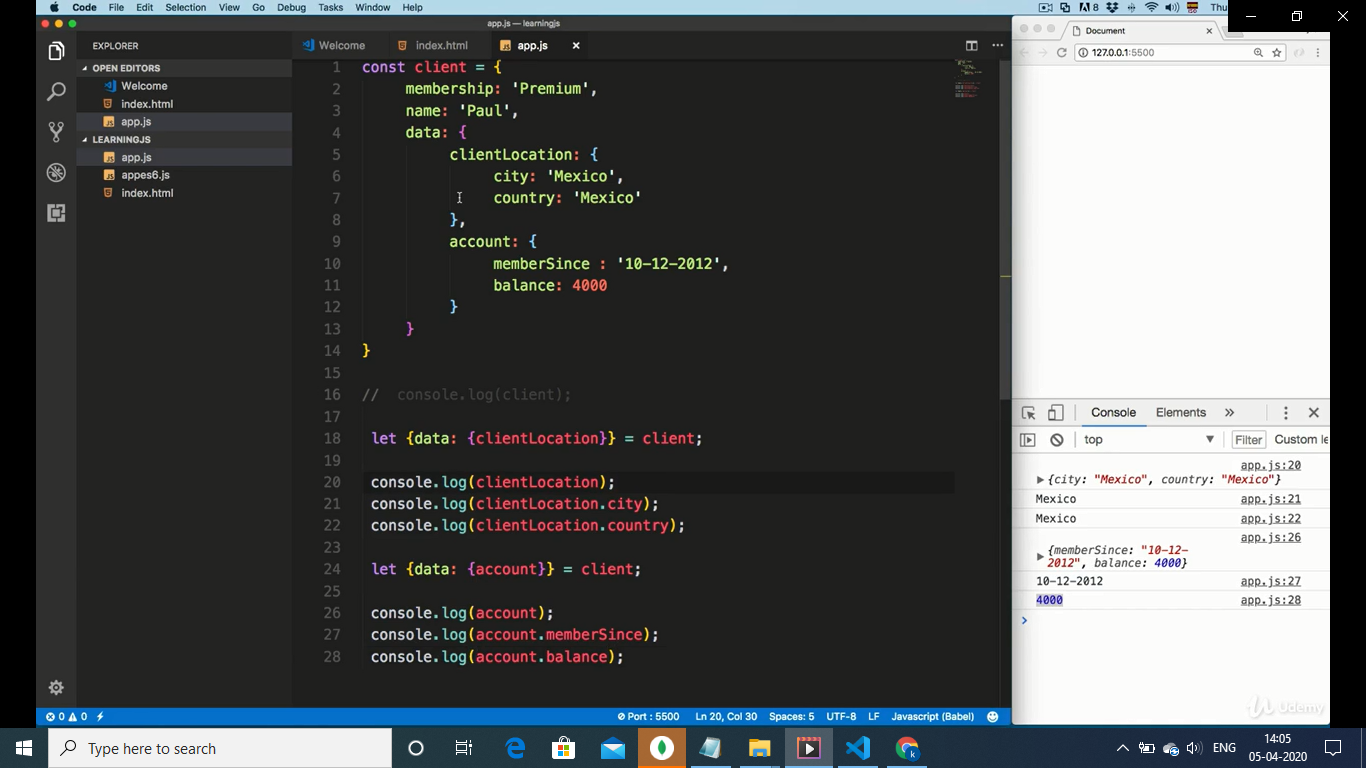 Code File Edit Selection View Go Debug Tasks Window Help
8 Thu
app.js — learningjs
EXPLORER
OPEN EDITORS
Welcome
index.html
app.js
LEARNINGJS
app.js
appes6.js
index.html
Welcome index.html app.js
1 const client = {
2 membership: 'Premium',
3 name: 'Paul',
4 data: {
5 clientLocation: {
6 city: 'Mexico',
7 country: 'Mexico'
8 },
9 account: {
10 memberSince : '10-12-2012',
11 balance: 4000
12 }
13 }
14 }
15
16 // console.log(client);
17
18 let {data: {clientLocation}} = client;
19
20 console.log(clientLocation);
21 console.log(clientLocation.city);
22 console.log(clientLocation.country);
23
24 let {data: {account}} = client;
25
26 console.log(account);
27 console.log(account.memberSince);
28 console.log(account.balance);
0 0 Port : 5500 Ln 20, Col 30 Spaces: 5 UTF-8 LF Javascript (Babel)
Document
127.0.0.1:5500
Console Elements »
top Filter Custom le
app.js:20
{city: "Mexico", country: "Mexico"}
Mexico app.js:21
Mexico app.js:22
app.js:26
{memberSince: "10-12-
2012", balance: 4000}
10-12-2012 app.js:27
4000 app.js:28
Udemy
Type here to search
ENG
14:05
05-04-2020